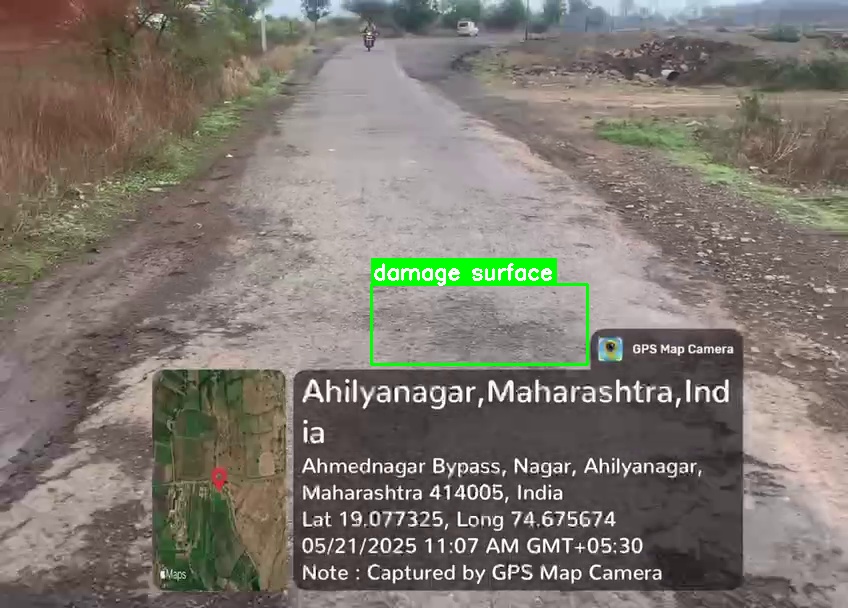 damage surface
GPS Map Camera
Ahilyanagar,Maharashtra,Ind
ia
Ahmednagar Bypass, Nagar, Ahilyanagar,
Maharashtra 414005, India
Lat 19.077325, Long 74.675674
05/21/2025 11:07 AM GMT+05:30
Note : Captured by GPS Map Camera
Maps